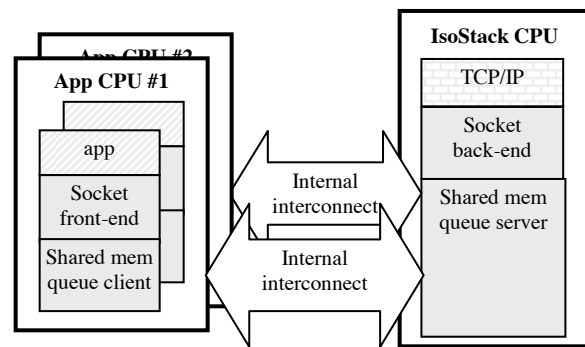 App CPU #2
App CPU #1
app
Socket
front-end
Shared mem
queue client
Internal
interconnect
Internal
interconnect
IsoStack CPU
TCP/IP
Socket
back-end
Shared mem
queue server